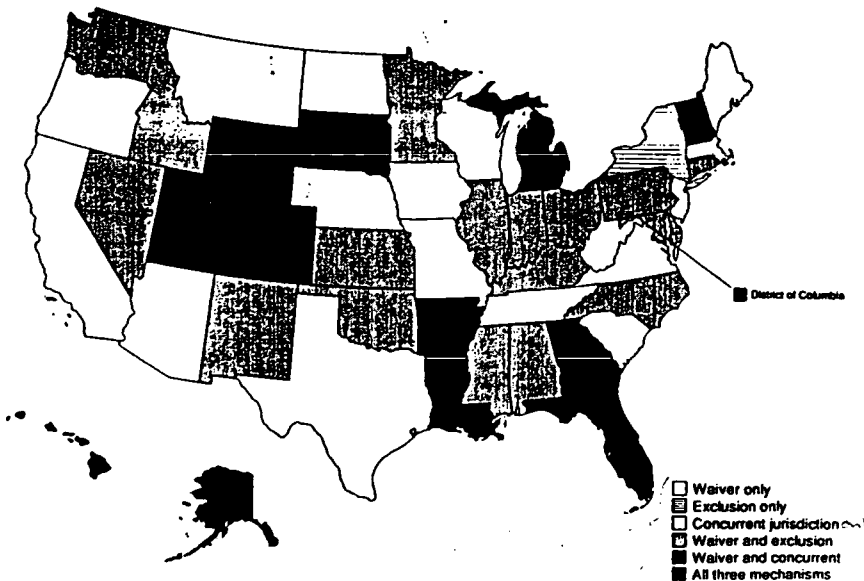 District of Columbia
Waiver only
Exclusion only
Concurrent jurisdiction
Waiver and exclusion
Waiver and concurrent
All three mechanisms